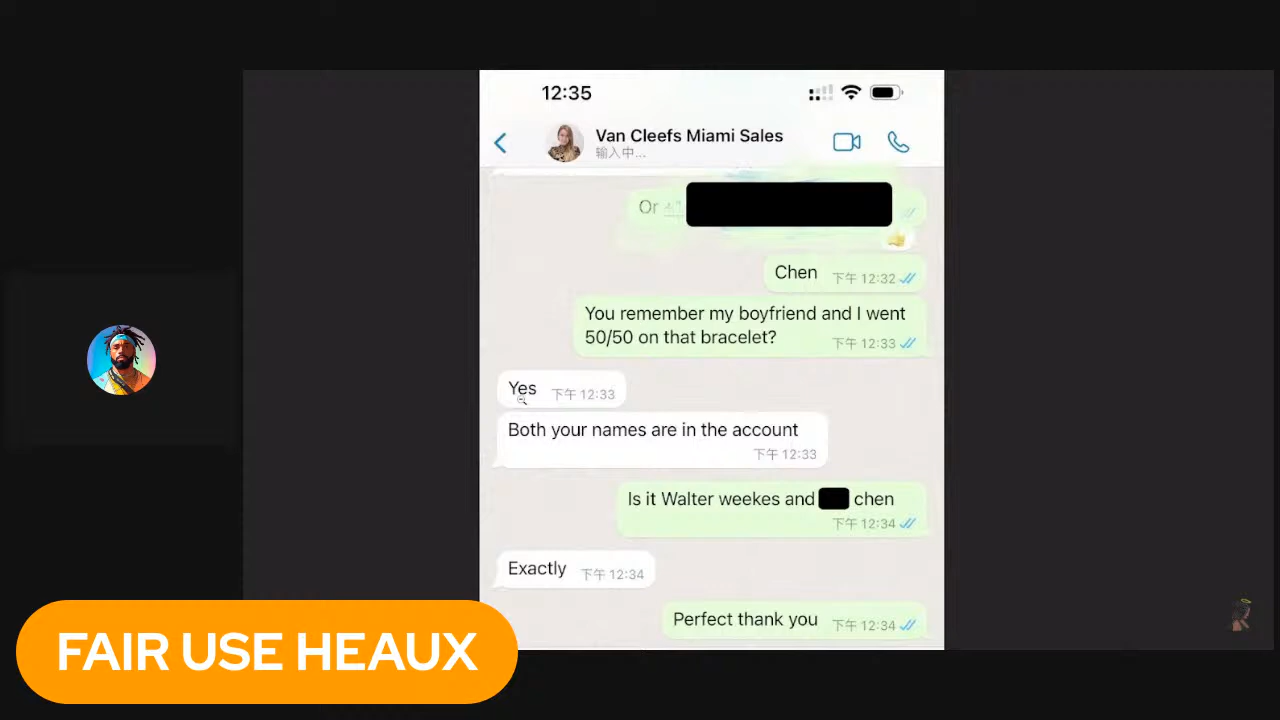 12:35
Van Cleefs Miami Sales
输入中...
Or
Chen 下午 12:32
You remember my boyfriend and I went
50/50 on that bracelet? 下午 12:33
Yes 下午 12:33
Both your names are in the account
下午 12:33
Is it Walter weekes and chen
下午 12:34
Exactly 下午 12:34
Perfect thank you 下午 12:34
FAIR USE HEAUX